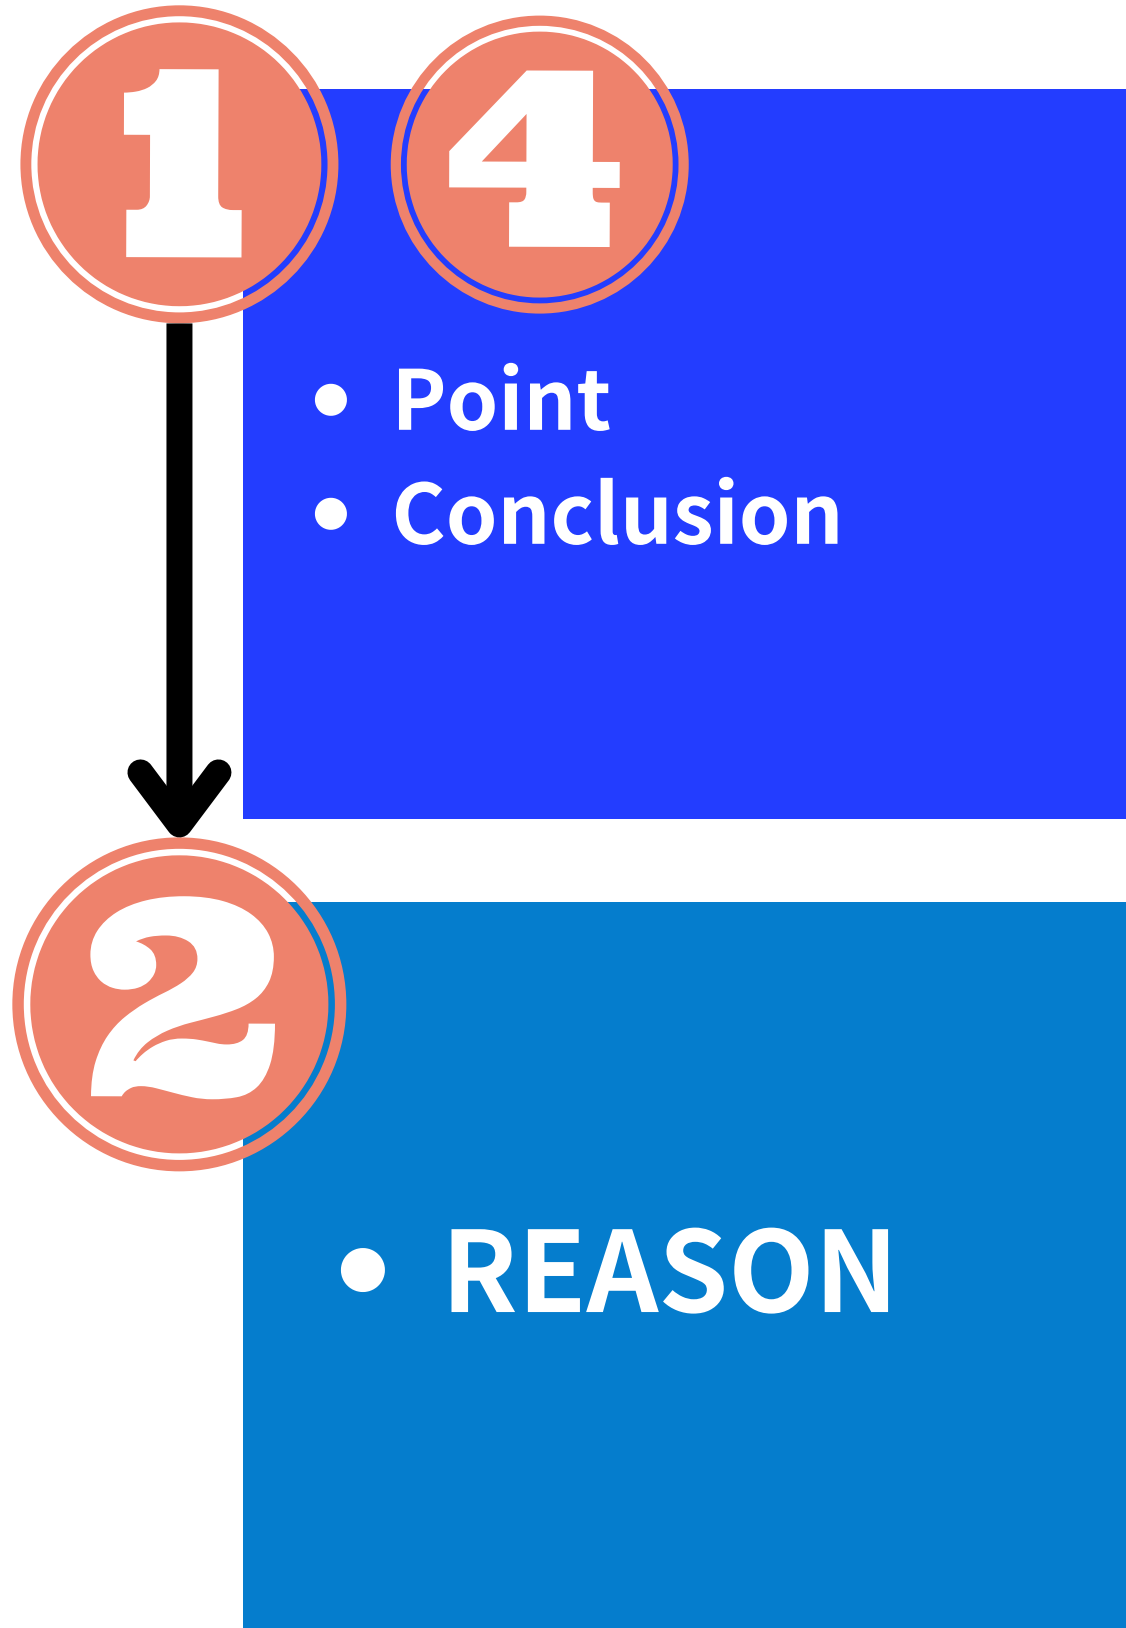 1 4
• Point
• Conclusion
2
• REASON